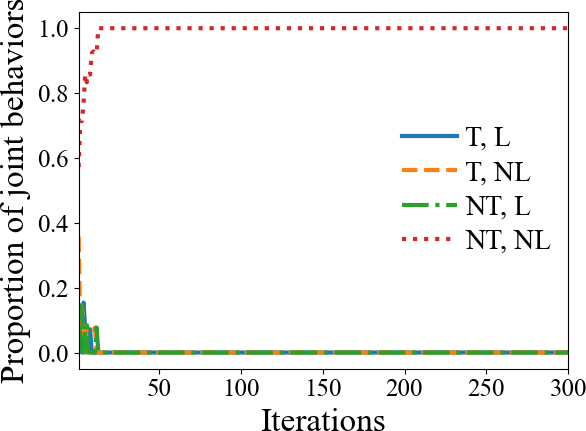 Proportion of joint behaviors
1.0
0.8
0.6
0.4
0.2
0.0
T, L
T, NL
NT, L
NT, NL
50 100 150 200 250 300
Iterations